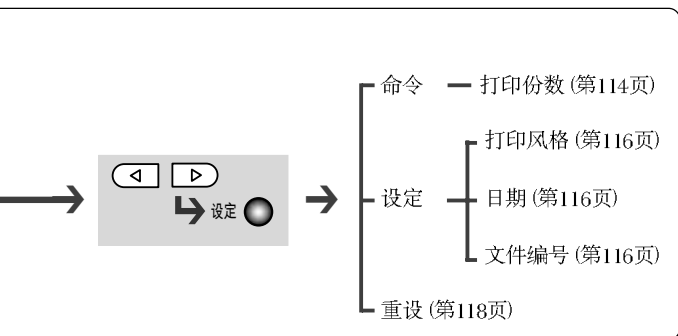 命令 — 打印份数 (第114页)
打印风格 (第116页)
设定
设定 — 日期 (第116页)
文件编号 (第116页)
重设 (第118页)